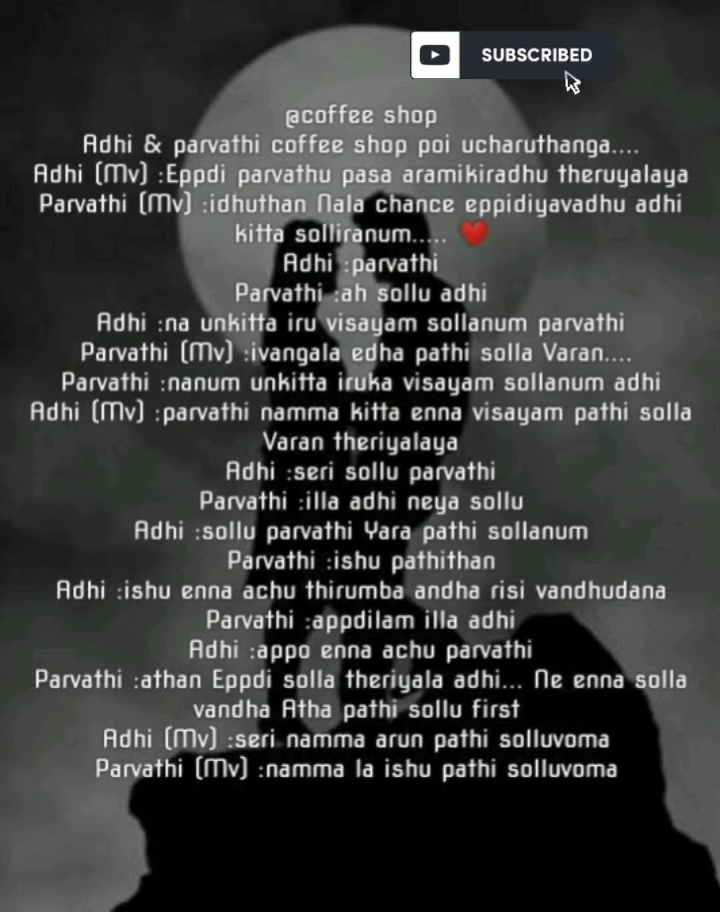 SUBSCRIBED
@coffee shop
Adhi & parvathi coffee shop poi ucharuthanga....
Adhi (Mv) :Eppdi parvathu pasa aramikiradhu theruyalaya
Parvathi (Mv) :idhuthan Nala chance eppidiyavadhu adhi
kitta solliranum..... ❤️
Adhi :parvathi
Parvathi :ah sollu adhi
Adhi :na unkitta iru visayam sollanum parvathi
Parvathi (Mv) :ivangala edha pathi solla Varan....
Parvathi :nanum unkitta iruka visayam sollanum adhi
Adhi (Mv) :parvathi namma kitta enna visayam pathi solla
Varan theriyalaya
Adhi :seri sollu parvathi
Parvathi :illa adhi neya sollu
Adhi :sollu parvathi Yara pathi sollanum
Parvathi :ishu pathithan
Adhi :ishu enna achu thirumba andha risi vandhudana
Parvathi :appdilam illa adhi
Adhi :appo enna achu parvathi
Parvathi :athan Eppdi solla theriyala adhi... Ne enna solla
vandha Atha pathi sollu first
Adhi (Mv) :seri namma arun pathi solluvoma
Parvathi (Mv) :namma la ishu pathi solluvoma